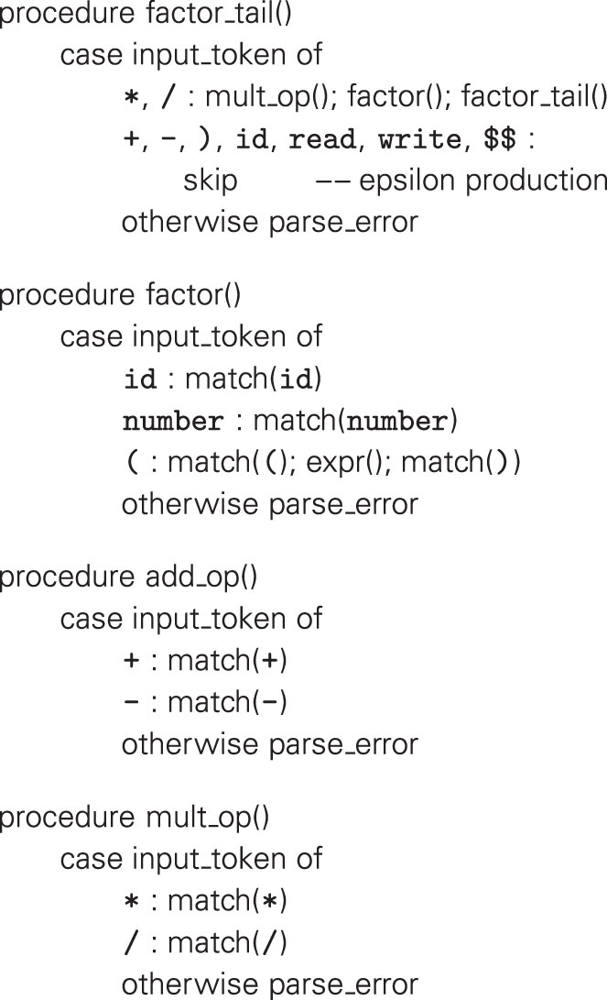 procedure factor_tail()
case input_token of
*, / : mult_op(); factor(); factor_tail()
+, -, ), id, read, write, $$ :
skip -- epsilon production
otherwise parse_error
procedure factor()
case input_token of
id : match(id)
number : match(number)
( : match((); expr(); match())
otherwise parse_error
procedure add_op()
case input_token of
+ : match(+)
- : match(-)
otherwise parse_error
procedure mult_op()
case input_token of
* : match(*)
/ : match(/)
otherwise parse_error